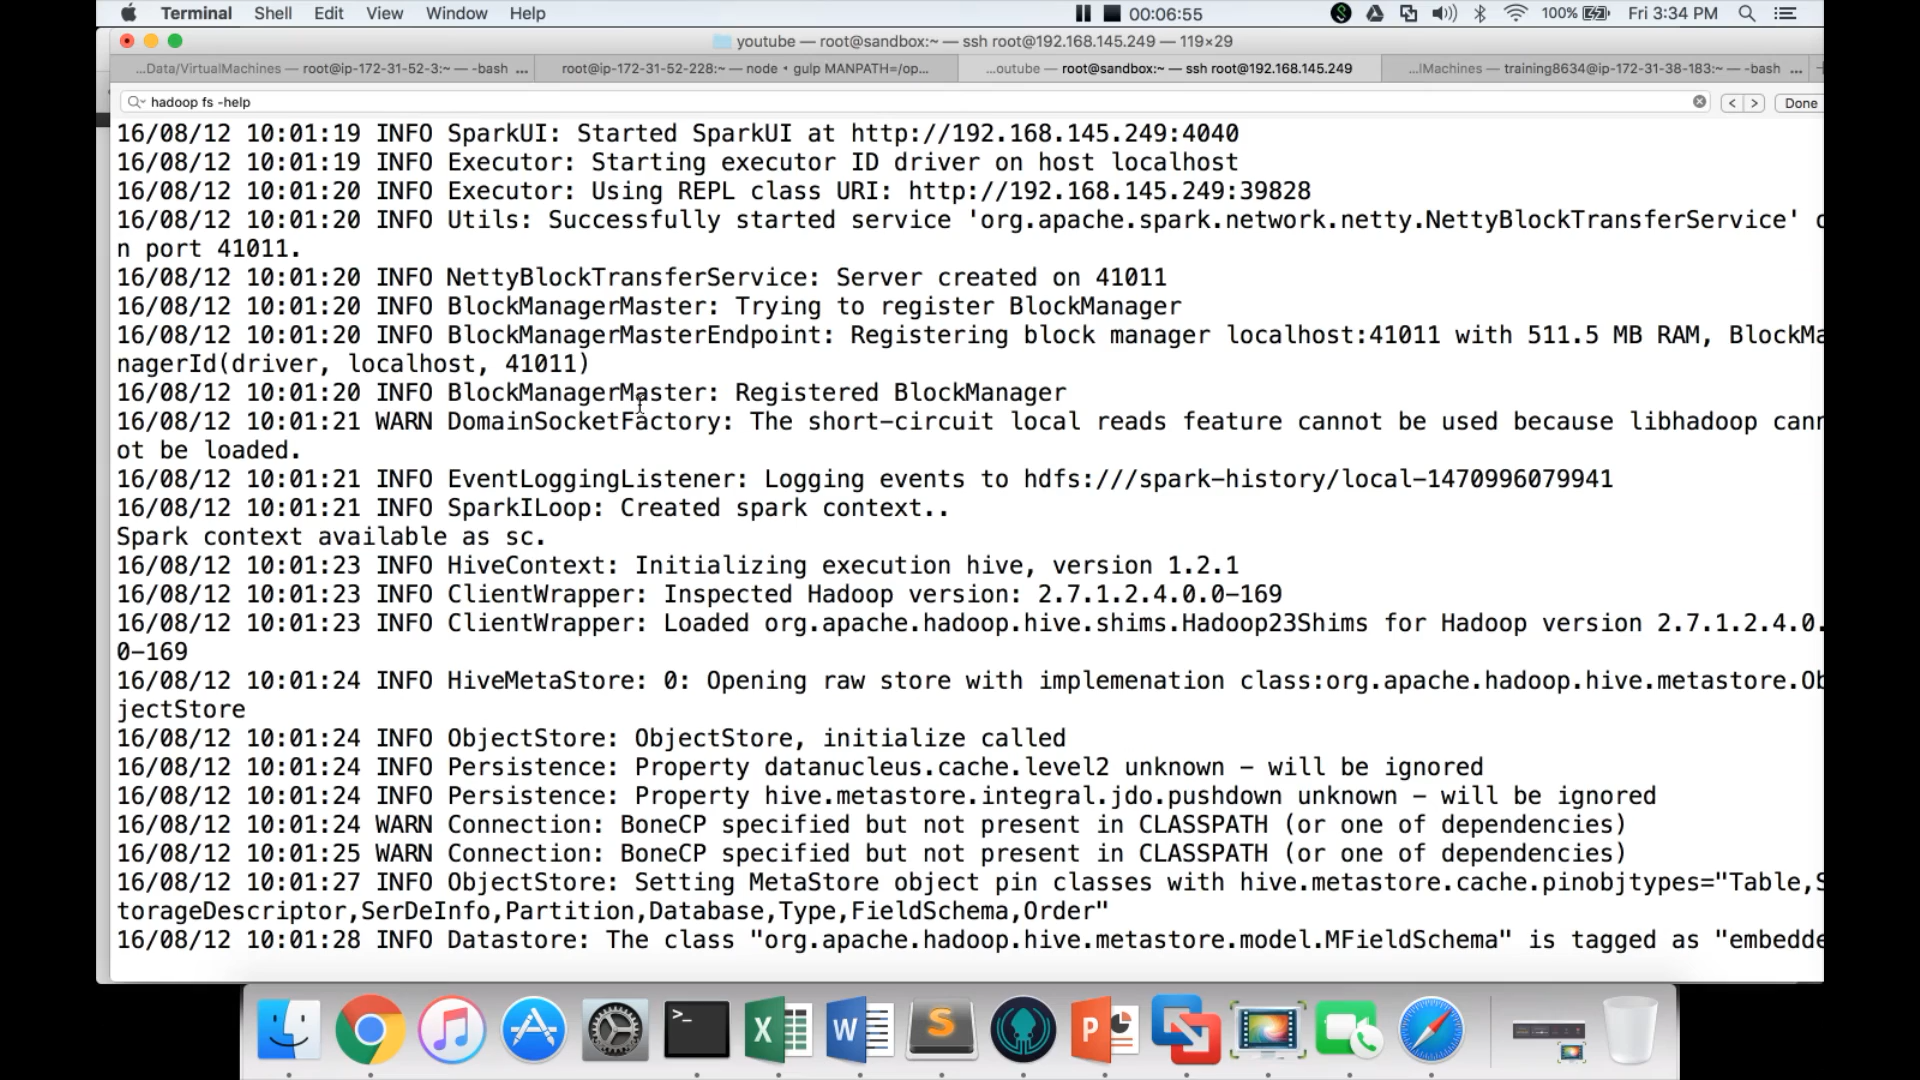 Terminal Shell Edit View Window Help 00:06:55 100% Fri 3:34 PM
youtube — root@sandbox:~ — ssh root@192.168.145.249 — 119×29
...Data/VirtualMachines — root@ip-172-31-52-3:~ — -bash ... root@ip-172-31-52-228:~ — node • gulp MANPATH=/op... ...outube — root@sandbox:~ — ssh root@192.168.145.249 ...lMachines — training8634@ip-172-31-38-183:~ — -bash ...
hadoop fs -help Done
16/08/12 10:01:19 INFO SparkUI: Started SparkUI at http://192.168.145.249:4040
16/08/12 10:01:19 INFO Executor: Starting executor ID driver on host localhost
16/08/12 10:01:20 INFO Executor: Using REPL class URI: http://192.168.145.249:39828
16/08/12 10:01:20 INFO Utils: Successfully started service 'org.apache.spark.network.netty.NettyBlockTransferService' o
n port 41011.
16/08/12 10:01:20 INFO NettyBlockTransferService: Server created on 41011
16/08/12 10:01:20 INFO BlockManagerMaster: Trying to register BlockManager
16/08/12 10:01:20 INFO BlockManagerMasterEndpoint: Registering block manager localhost:41011 with 511.5 MB RAM, BlockMa
nagerId(driver, localhost, 41011)
16/08/12 10:01:20 INFO BlockManagerMaster: Registered BlockManager
16/08/12 10:01:21 WARN DomainSocketFactory: The short-circuit local reads feature cannot be used because libhadoop cann
ot be loaded.
16/08/12 10:01:21 INFO EventLoggingListener: Logging events to hdfs:///spark-history/local-1470996079941
16/08/12 10:01:21 INFO SparkILoop: Created spark context..
Spark context available as sc.
16/08/12 10:01:23 INFO HiveContext: Initializing execution hive, version 1.2.1
16/08/12 10:01:23 INFO ClientWrapper: Inspected Hadoop version: 2.7.1.2.4.0.0-169
16/08/12 10:01:23 INFO ClientWrapper: Loaded org.apache.hadoop.hive.shims.Hadoop23Shims for Hadoop version 2.7.1.2.4.0.
0-169
16/08/12 10:01:24 INFO HiveMetaStore: 0: Opening raw store with implemenation class:org.apache.hadoop.hive.metastore.Ob
jectStore
16/08/12 10:01:24 INFO ObjectStore: ObjectStore, initialize called
16/08/12 10:01:24 INFO Persistence: Property datanucleus.cache.level2 unknown - will be ignored
16/08/12 10:01:24 INFO Persistence: Property hive.metastore.integral.jdo.pushdown unknown - will be ignored
16/08/12 10:01:24 WARN Connection: BoneCP specified but not present in CLASSPATH (or one of dependencies)
16/08/12 10:01:25 WARN Connection: BoneCP specified but not present in CLASSPATH (or one of dependencies)
16/08/12 10:01:27 INFO ObjectStore: Setting MetaStore object pin classes with hive.metastore.cache.pinobjtypes="Table,S
torageDescriptor,SerDeInfo,Partition,Database,Type,FieldSchema,Order"
16/08/12 10:01:28 INFO Datastore: The class "org.apache.hadoop.hive.metastore.model.MFieldSchema" is tagged as "embedde